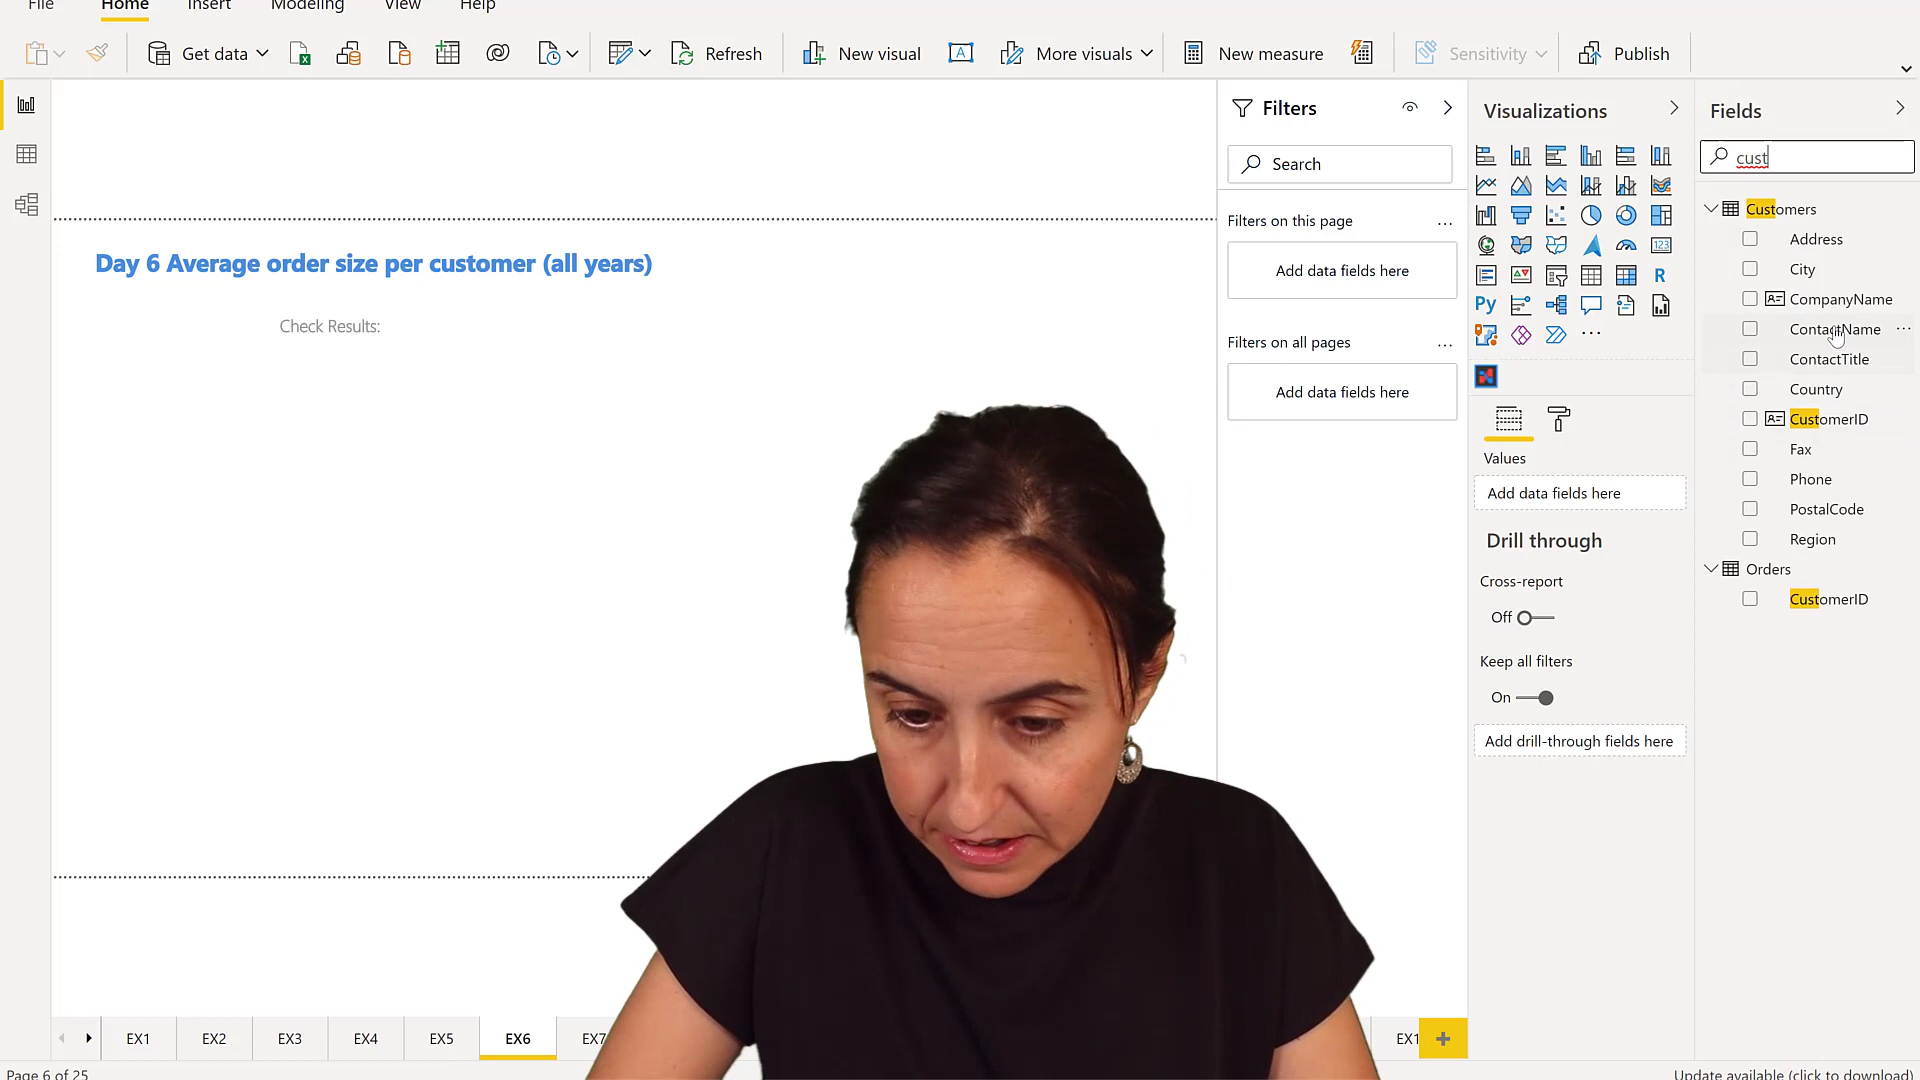 File Home Insert Modeling View Help
Get data Refresh New visual More visuals New measure Sensitivity Publish
Filters
Search
Filters on this page
Add data fields here
Filters on all pages
Add data fields here
Visualizations
123
R
Py
Values
Add data fields here
Drill through
Cross-report
Off
Keep all filters
On
Add drill-through fields here
Fields
cust
Customers
Address
City
CompanyName
ContactName
ContactTitle
Country
CustomerID
Fax
Phone
PostalCode
Region
Orders
CustomerID
Day 6 Average order size per customer (all years)
Check Results:
EX1 EX2 EX3 EX4 EX5 EX6 EX7 EX1
Page 6 of 25
Update available (click to download)